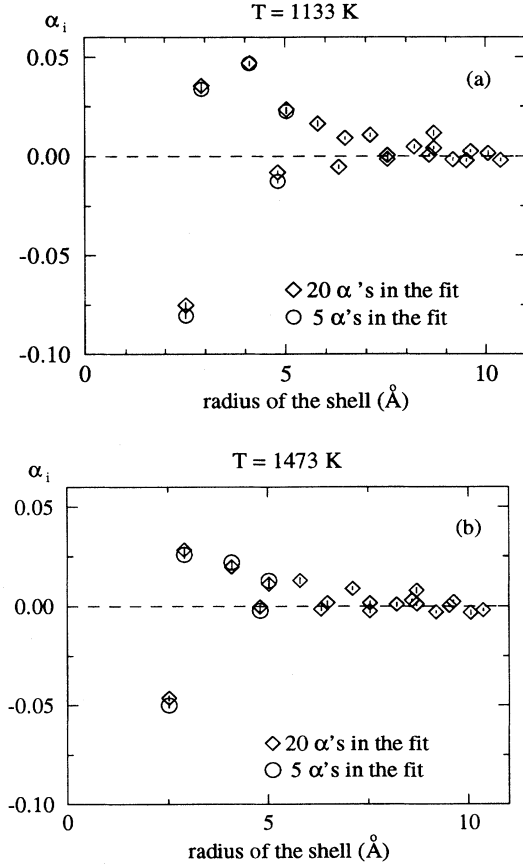 T = 1133 K
α i
0.05
(a)
0.00
-0.05
20 α 's in the fit
5 α's in the fit
-0.10
0 5 10
radius of the shell (Å)
T = 1473 K
α i
0.05
(b)
0.00
-0.05
20 α's in the fit
5 α's in the fit
-0.10
0 5 10
radius of the shell (Å)